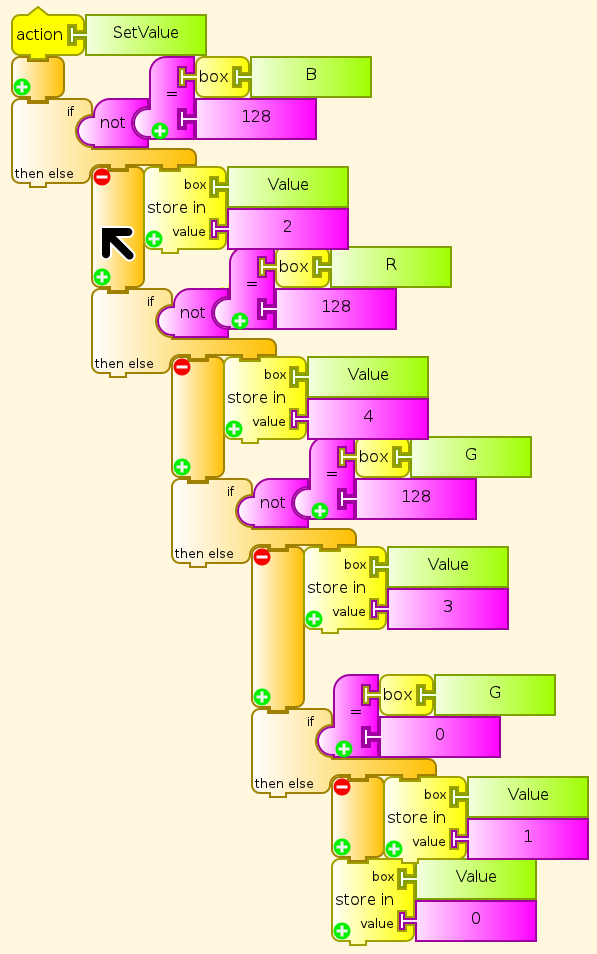 action SetValue
box B
=
if not 128
then else
box Value
store in
value 2
box R
=
if not 128
then else
box Value
store in
value 4
box G
=
if not 128
then else
box Value
store in
value 3
box G
=
if 0
then else
box Value
store in
value 1
box Value
store in
value 0